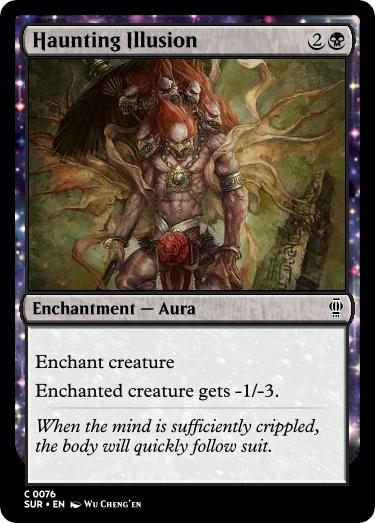 Haunting Illusion 2
Enchantment — Aura
Enchant creature
Enchanted creature gets -1/-3.
When the mind is sufficiently crippled,
the body will quickly follow suit.
C 0076
SUR • EN Wu Cheng'en